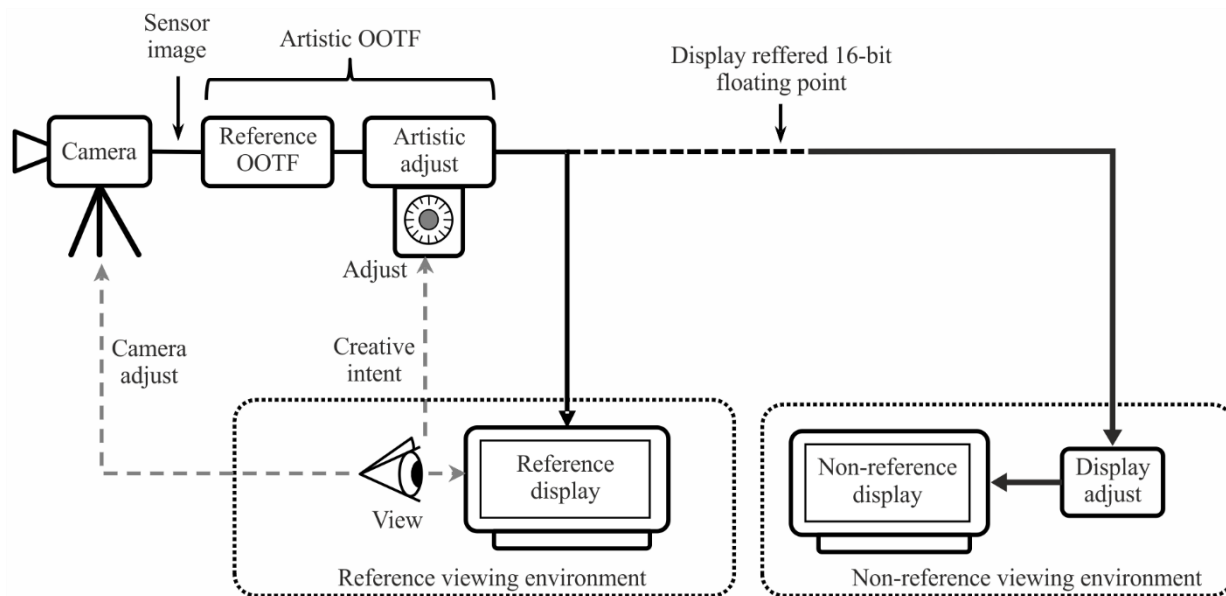 Sensor
image
Artistic OOTF
Display reffered 16-bit
floating point
Camera
Reference
OOTF
Artistic
adjust
Adjust
Camera
adjust
Creative
intent
View
Reference
display
Non-reference
display
Display
adjust
Reference viewing environment
Non-reference viewing environment